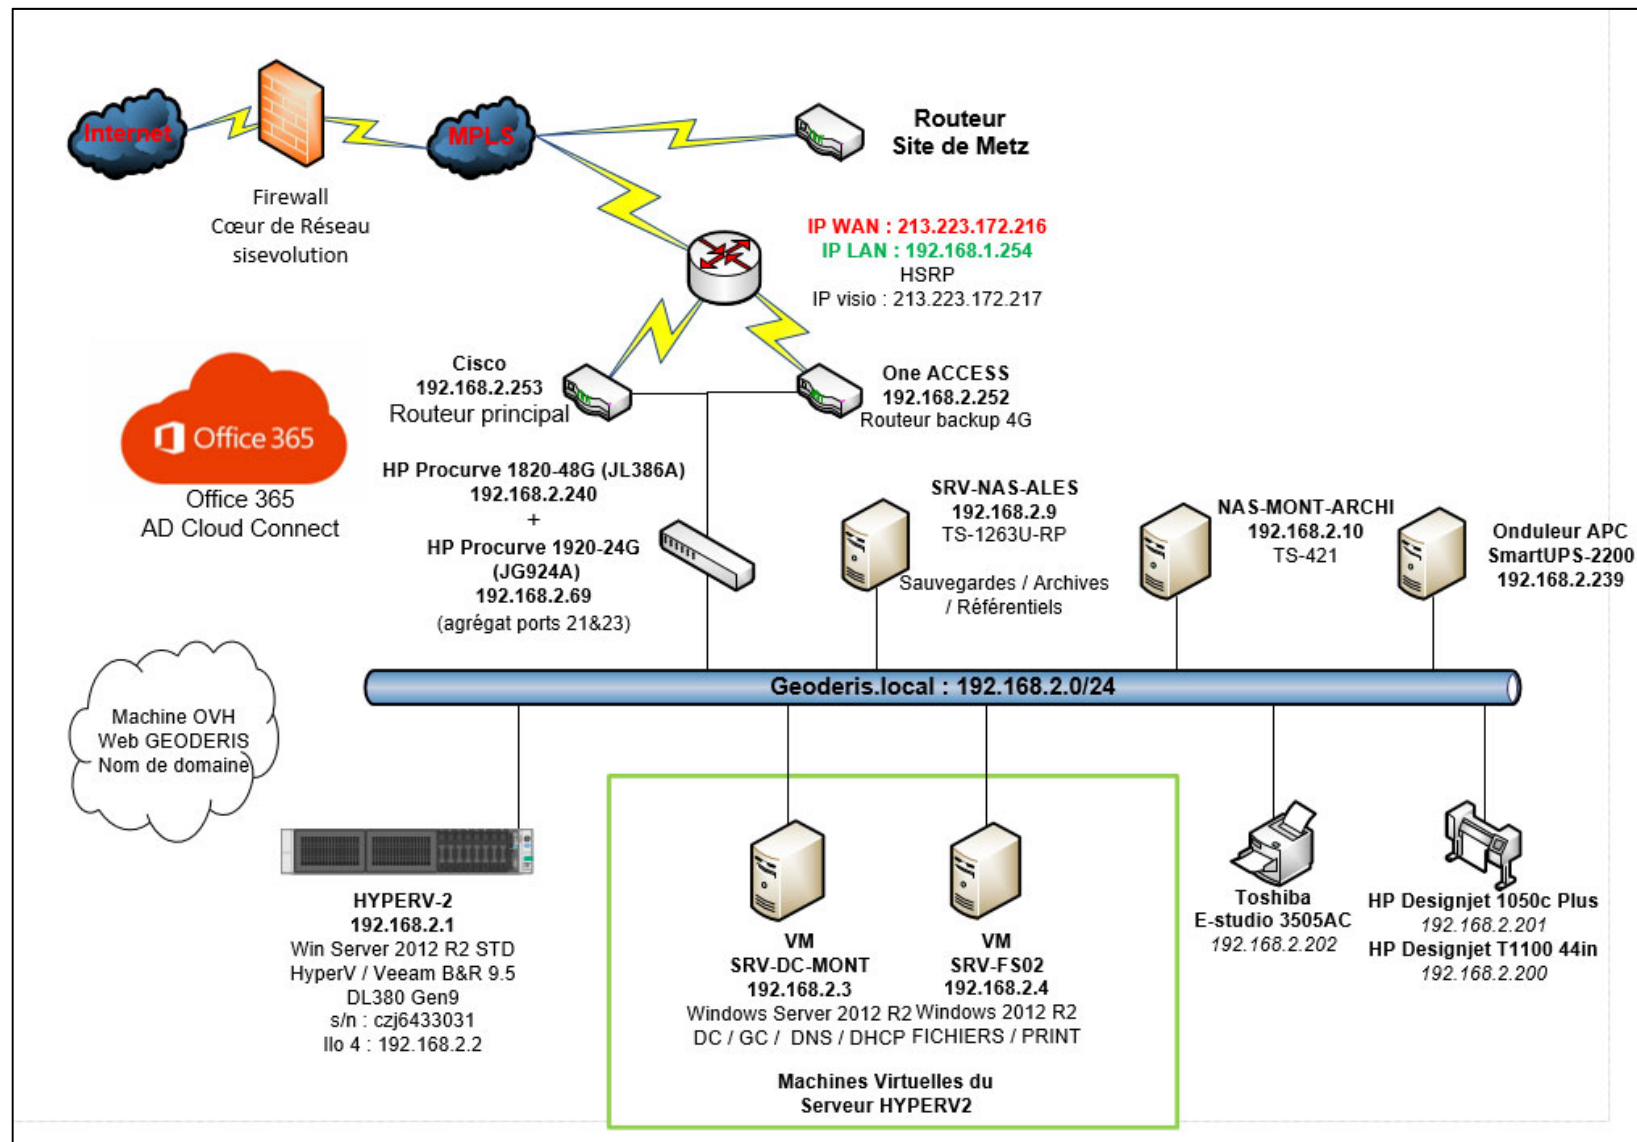 Internet
MPLS
Routeur
Site de Metz
Firewall
Cœur de Réseau
sisevolution
IP WAN : 213.223.172.216
IP LAN : 192.168.1.254
HSRP
IP visio : 213.223.172.217
Cisco
192.168.2.253
Routeur principal
One ACCESS
192.168.2.252
Routeur backup 4G
Office 365
Office 365
AD Cloud Connect
HP Procurve 1820-48G (JL386A)
192.168.2.240
+
HP Procurve 1920-24G
(JG924A)
192.168.2.69
(agrégat ports 21&23)
SRV-NAS-ALES
192.168.2.9
TS-1263U-RP
Sauvegardes / Archives
/ Référentiels
NAS-MONT-ARCHI
192.168.2.10
TS-421
Onduleur APC
SmartUPS-2200
192.168.2.239
Geoderis.local : 192.168.2.0/24
Machine OVH
Web GEODERIS
Nom de domaine
HYPERV-2
192.168.2.1
Win Server 2012 R2 STD
HyperV / Veeam B&R 9.5
DL380 Gen9
s/n : czj6433031
Ilo 4 : 192.168.2.2
VM
SRV-DC-MONT
192.168.2.3
Windows Server 2012 R2
DC / GC / DNS / DHCP
VM
SRV-FS02
192.168.2.4
Windows 2012 R2
FICHIERS / PRINT
Machines Virtuelles du
Serveur HYPERV2
Toshiba
E-studio 3505AC
192.168.2.202
HP Designjet 1050c Plus
192.168.2.201
HP Designjet T1100 44in
192.168.2.200